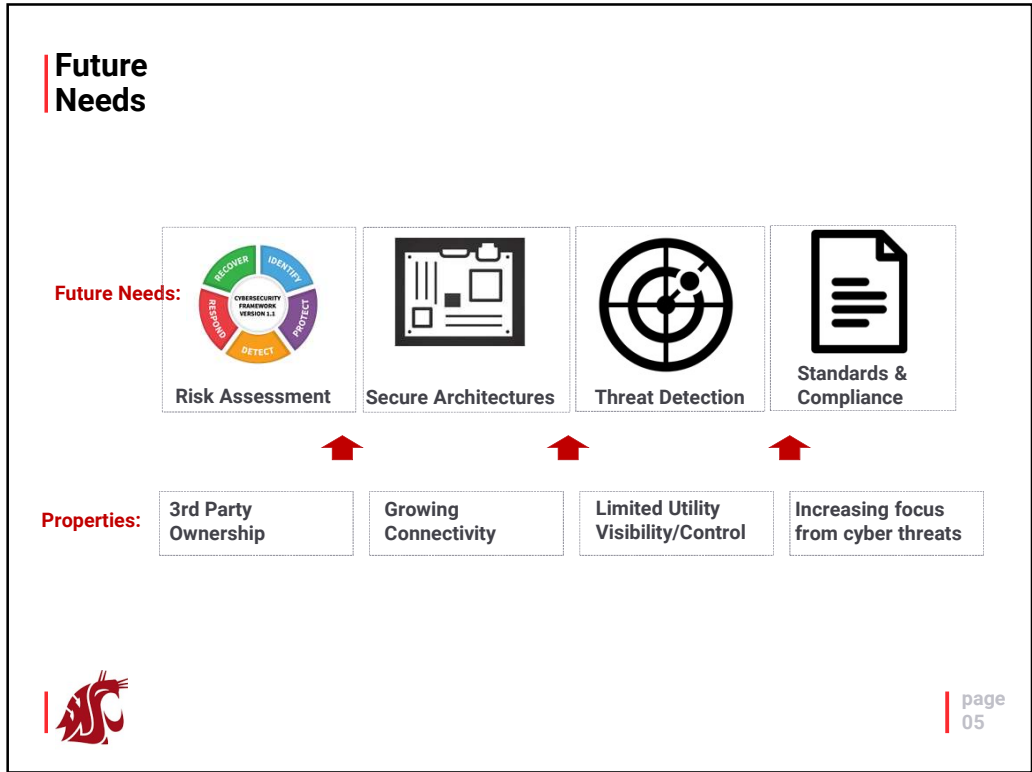 Future
Needs
Future Needs:
RECOVER
IDENTIFY
PROTECT
DETECT
RESPOND
CYBERSECURITY
FRAMEWORK
VERSION 1.1
Risk Assessment
Secure Architectures
Threat Detection
Standards &
Compliance
Properties:
3rd Party
Ownership
Growing
Connectivity
Limited Utility
Visibility/Control
Increasing focus
from cyber threats
WSU
page
05